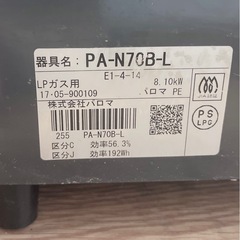 器具名: PA-N70B-L
E1-4-14
LPガス用 8.10kW
17·05-900109 パロマ PE
株式会社パロマ
255 PA-N70B-L
区分C 効率56.3%
区分J 効率192Wh
PS
LPG